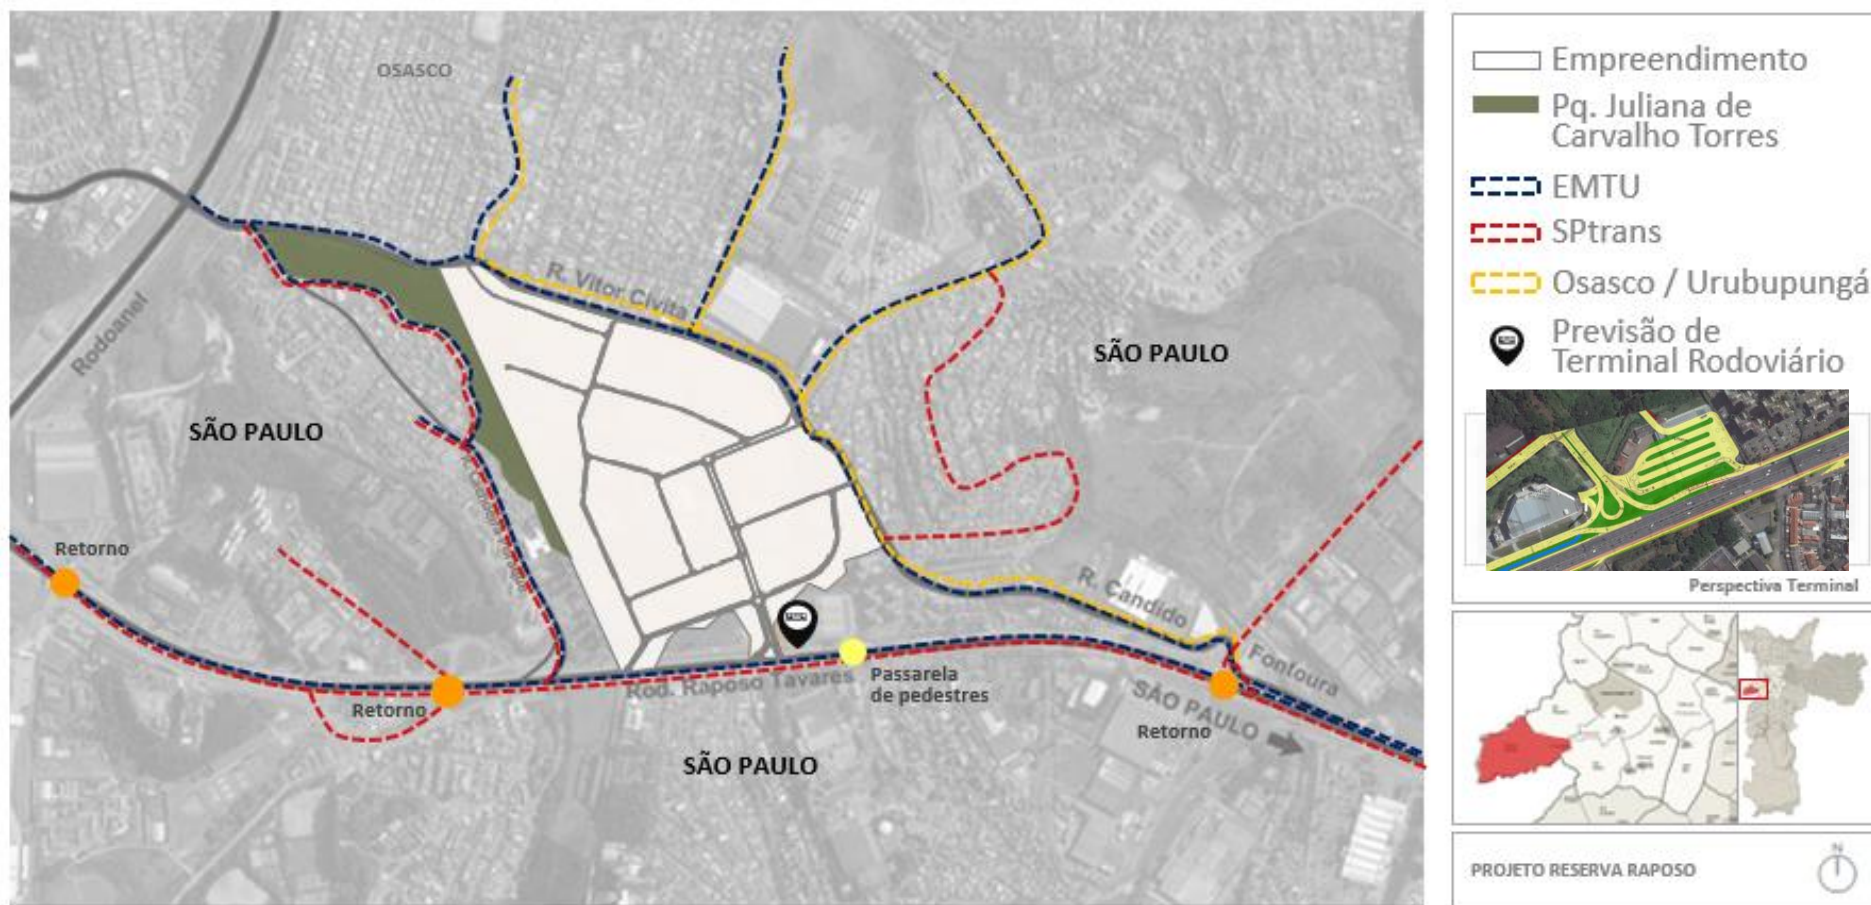 OSASCO
Rodoanel
R. Vitor Civita
SÃO PAULO
SÃO PAULO
Retorno
R. Candido
Fontoura
Passarela
de pedestres
Rod. Raposo Tavares
Retorno
SÃO PAULO
Retorno
SÃO PAULO
Empreendimento
Pq. Juliana de
Carvalho Torres
EMTU
SPtrans
Osasco / Urubupungá
Previsão de
Terminal Rodoviário
Perspectiva Terminal
PROJETO RESERVA RAPOSO
N